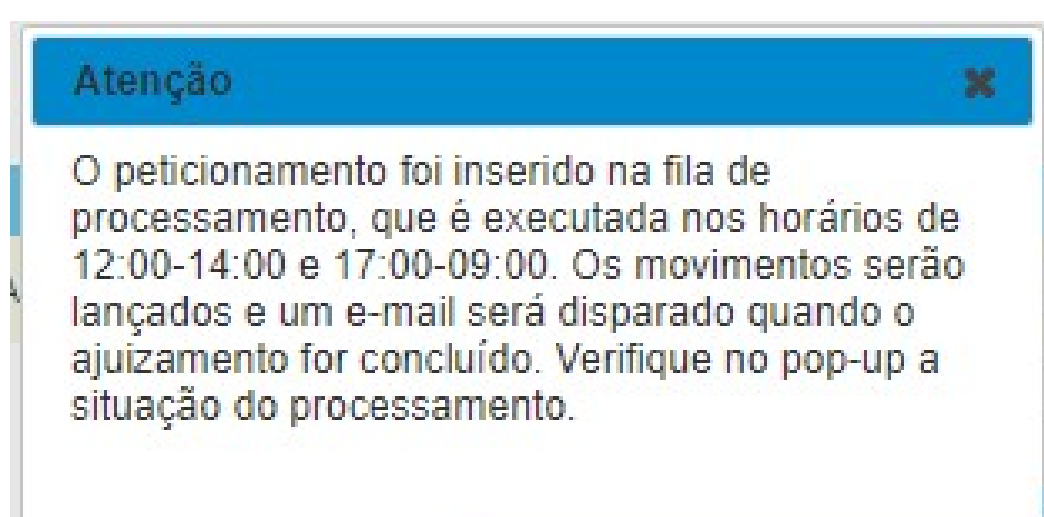 Atenção
O peticionamento foi inserido na fila de
processamento, que é executada nos horários de
12:00-14:00 e 17:00-09:00. Os movimentos serão
lançados e um e-mail será disparado quando o
ajuizamento for concluído. Verifique no pop-up a
situação do processamento.